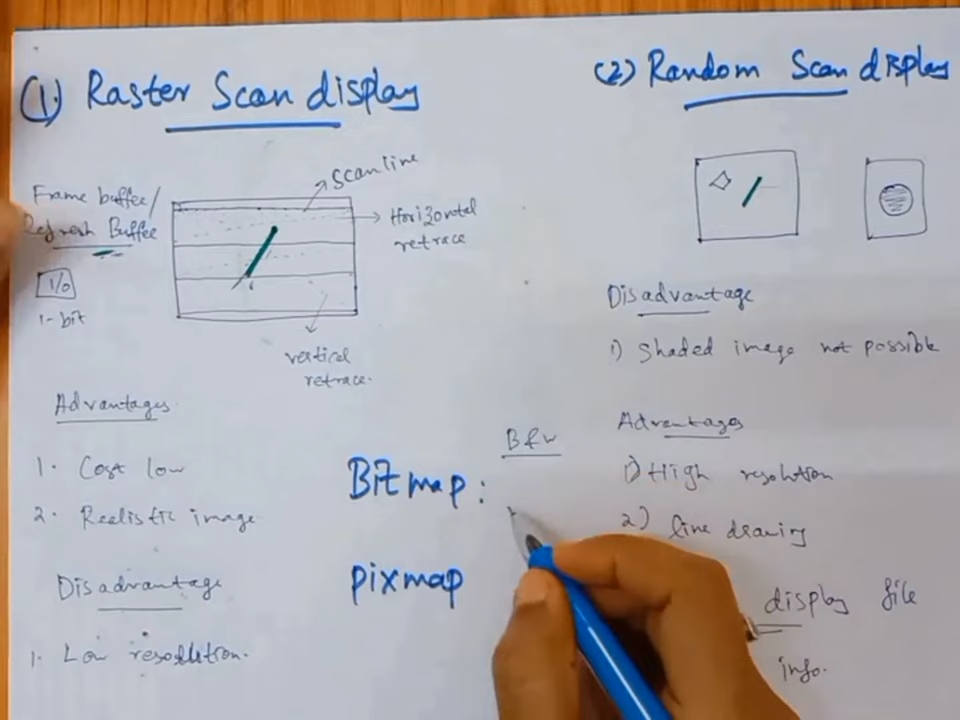 (1) Raster Scan display
Frame buffer/
Refresh Buffer
1/0
1-bit
scanline
Horizontal
retrace
vertical
retrace.
Advantages
1. Cost low
2. Realistic image
Disadvantage
1. Low resolution.
B&W
Bitmap:
pixmap
(2) Random Scan display
Disadvantage
1) Shaded image not possible
Advantages
1) High resolution
2) line drawing
display file
info.